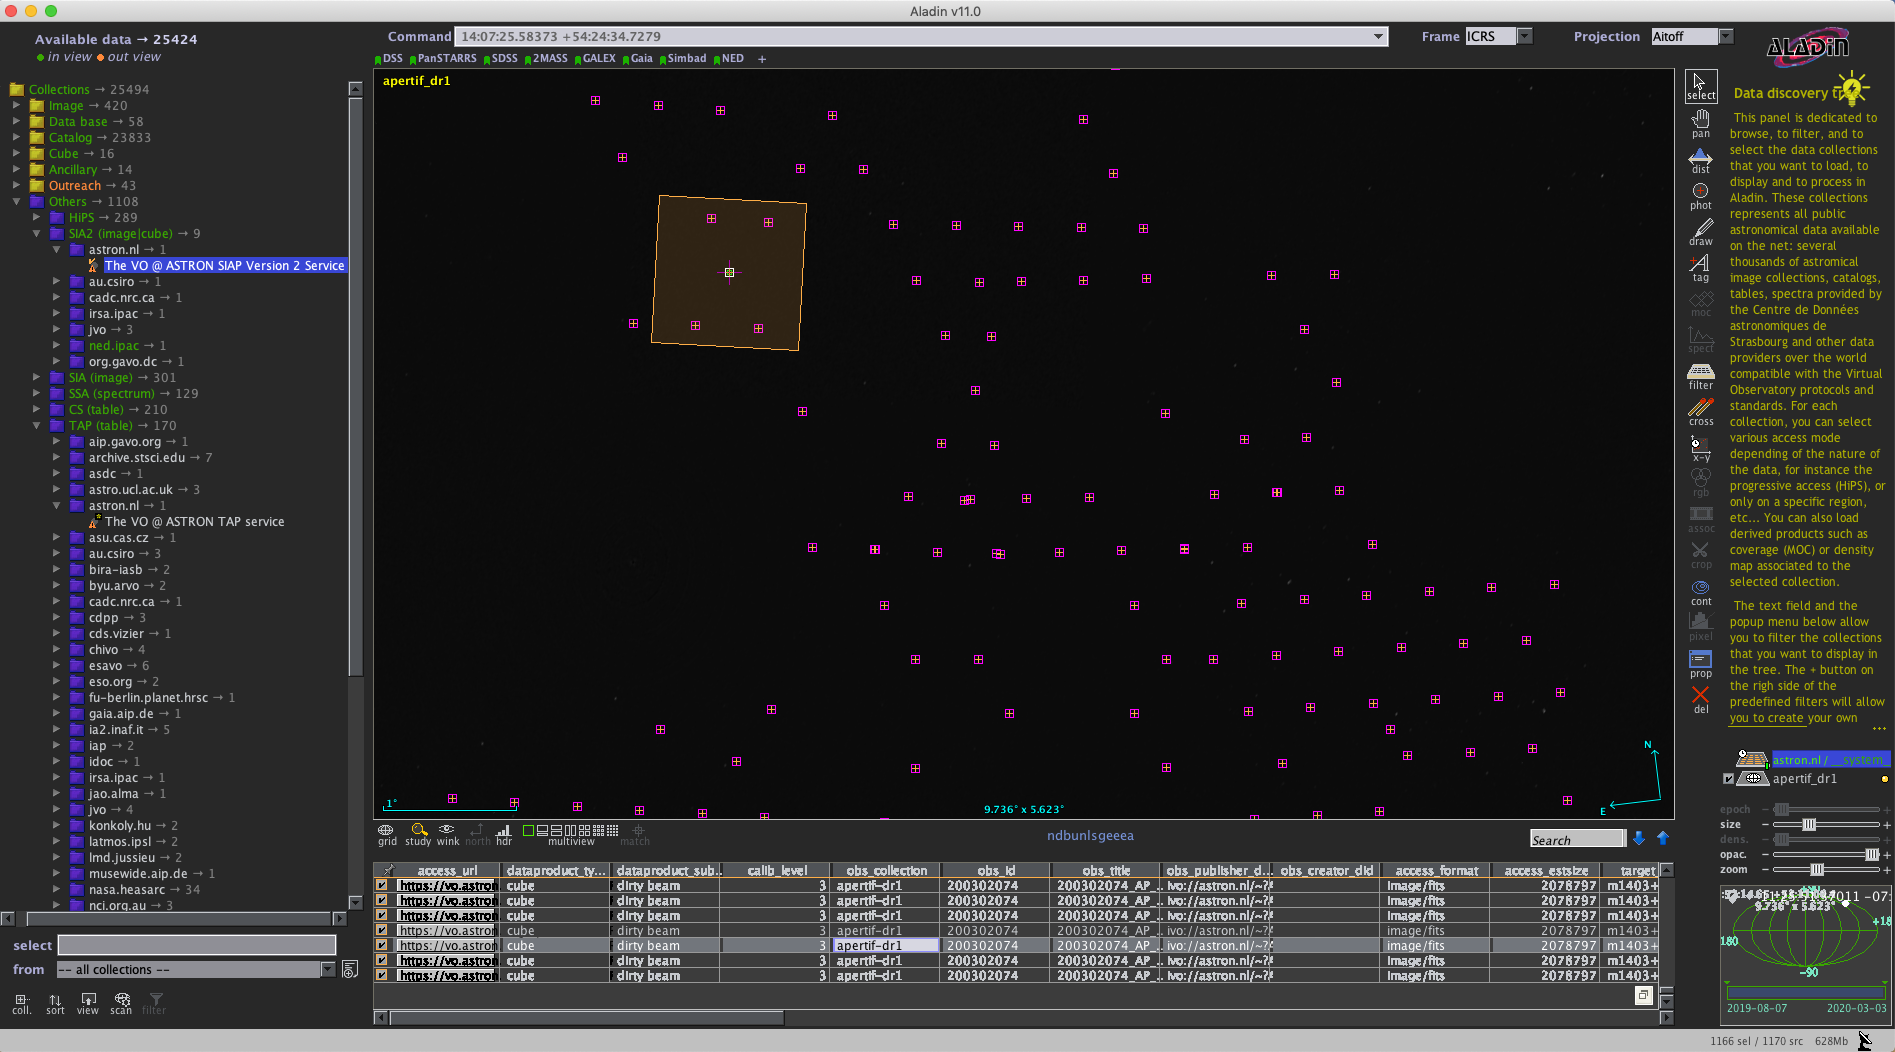 Aladin v11.0
Available data → 25424
in view out view
Command 14:07:25.58373 +54:24:34.7279
Frame ICRS
Projection Aitoff
ALADIN
DSS PanSTARRS SDSS 2MASS GALEX Gaia Simbad NED +
Collections → 25494
Image → 420
Data base → 58
Catalog → 23833
Cube → 16
Ancillary → 14
Outreach → 43
Others → 1108
HiPS → 289
SIA2 (image|cube) → 9
astron.nl → 1
The VO @ ASTRON SIAP Version 2 Service
au.csiro → 1
cadc.nrc.ca → 1
irsa.ipac → 1
jvo → 3
ned.ipac → 1
org.gavo.dc → 1
SIA (image) → 301
SSA (spectrum) → 129
CS (table) → 210
TAP (table) → 170
aip.gavo.org → 1
archive.stsci.edu → 7
asdc → 1
astro.ucl.ac.uk → 3
astron.nl → 1
The VO @ ASTRON TAP service
asu.cas.cz → 1
au.csiro → 3
bira-iasb → 2
byu.arvo → 2
cadc.nrc.ca → 1
cdpp → 3
cds.vizier → 1
chivo → 4
esavo → 6
eso.org → 2
fu-berlin.planet.hrsc → 1
gaia.aip.de → 1
ia2.inaf.it → 5
iap → 2
idoc → 1
irsa.ipac → 1
jao.alma → 1
jvo → 4
konkoly.hu → 2
latmos.ipsl → 2
lmd.jussieu → 2
musewide.aip.de → 1
nasa.heasarc → 34
nci.org.au → 3
select
from -- all collections --
coll. sort view scan filter
apertif_dr1
1°
9.736° x 5.623°
N
E
grid study wink north hdr multiview match
ndbunlsgeeea
Search
access_url dataproduct_ty... dataproduct_sub... calib_level obs_collection obs_id obs_title obs_publisher_d... obs_creator_did access_format access_estsize target
https://vo.astron cube dirty beam 3 apertif-dr1 200302074 200302074_AP_... ivo://astron.nl/~?# image/fits 2078797 m1403+
https://vo.astron cube dirty beam 3 apertif-dr1 200302074 200302074_AP_... ivo://astron.nl/~?# image/fits 2078797 m1403+
https://vo.astron cube dirty beam 3 apertif-dr1 200302074 200302074_AP_... ivo://astron.nl/~?# image/fits 2078797 m1403+
https://vo.astron cube dirty beam 3 apertif-dr1 200302074 200302074_AP_... ivo://astron.nl/~?# image/fits 2078797 m1403+
https://vo.astron cube dirty beam 3 apertif-dr1 200302074 200302074_AP_... ivo://astron.nl/~?# image/fits 2078797 m1403+
https://vo.astron cube dirty beam 3 apertif-dr1 200302074 200302074_AP_... ivo://astron.nl/~?# image/fits 2078797 m1403+
https://vo.astron cube dirty beam 3 apertif-dr1 200302074 200302074_AP_... ivo://astron.nl/~?# image/fits 2078797 m1403+
select
pan
dist
phot
draw
tag
moc
spect
filter
cross
x-y
rgb
assoc
crop
cont
pixel
prop
del
Data discovery
This panel is dedicated to
browse, to filter, and to
select the data collections
that you want to load, to
display and to process in
Aladin. These collections
represents all public
astronomical data available
on the net: several
thousands of astromical
image collections, catalogs,
tables, spectra provided by
the Centre de Données
astronomiques de
Strasbourg and other data
providers over the world
compatible with the Virtual
Observatory protocols and
standards. For each
collection, you can select
various access mode
depending of the nature of
the data, for instance the
progressive access (HiPS), or
only on a specific region,
etc... You can also load
derived products such as
coverage (MOC) or density
map associated to the
selected collection.
The text field and the
popup menu below allow
you to filter the collections
that you want to display in
the tree. The + button on
the righ side of the
predefined filters will allow
you to create your own
...
astron.nl/__system_
apertif_dr1
epoch - +
size - +
dens. - +
opac. - +
zoom - +
9.736° x 5.623°
+18
180
-90
2019-08-07 2020-03-03
1166 sel / 1170 src 628Mb